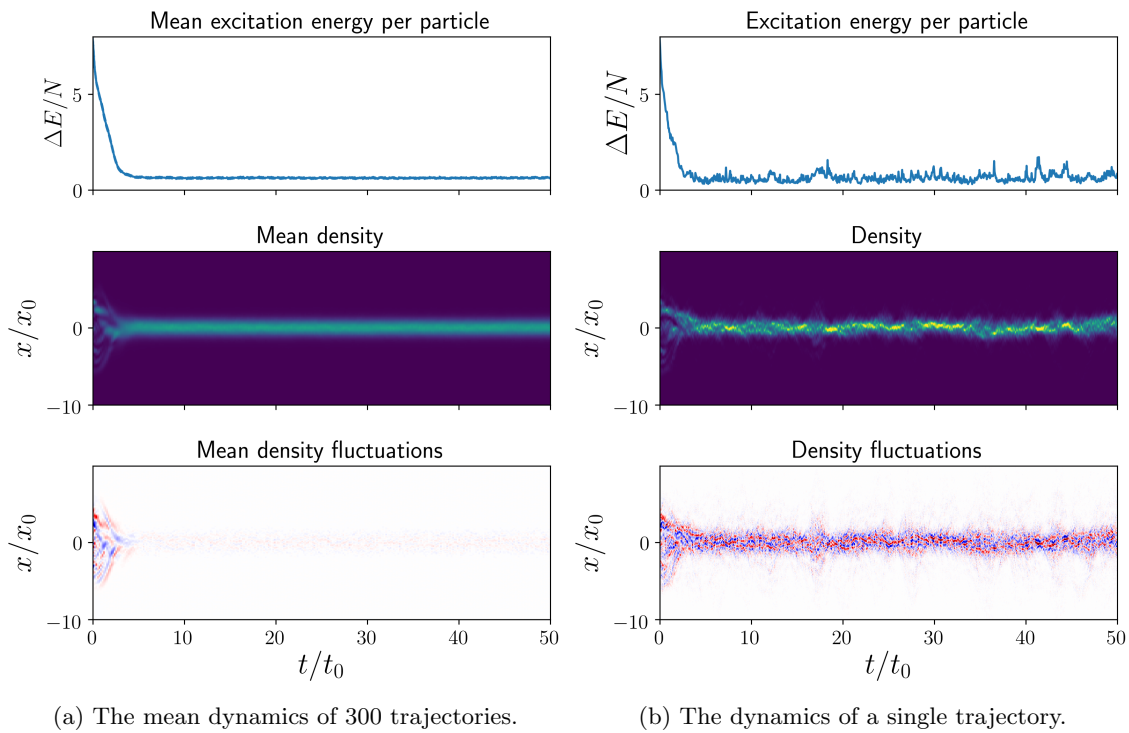 Mean excitation energy per particle
ΔE/N
5
0
Mean density
x/x₀
0
−10
Mean density fluctuations
x/x₀
0
−10
0 10 20 30 40 50
t/t₀
(a) The mean dynamics of 300 trajectories.
Excitation energy per particle
ΔE/N
5
0
Density
x/x₀
0
−10
Density fluctuations
x/x₀
0
−10
0 10 20 30 40 50
t/t₀
(b) The dynamics of a single trajectory.